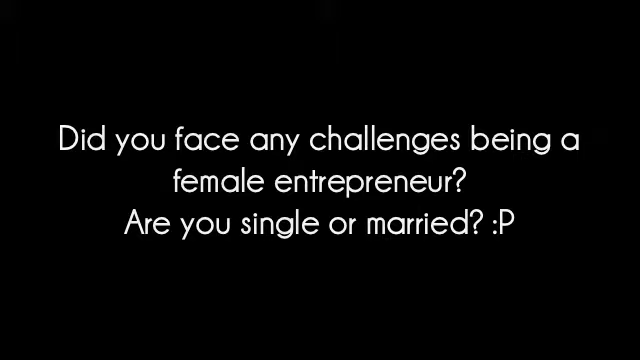 Did you face any challenges being a
female entrepreneur?
Are you single or married? :P